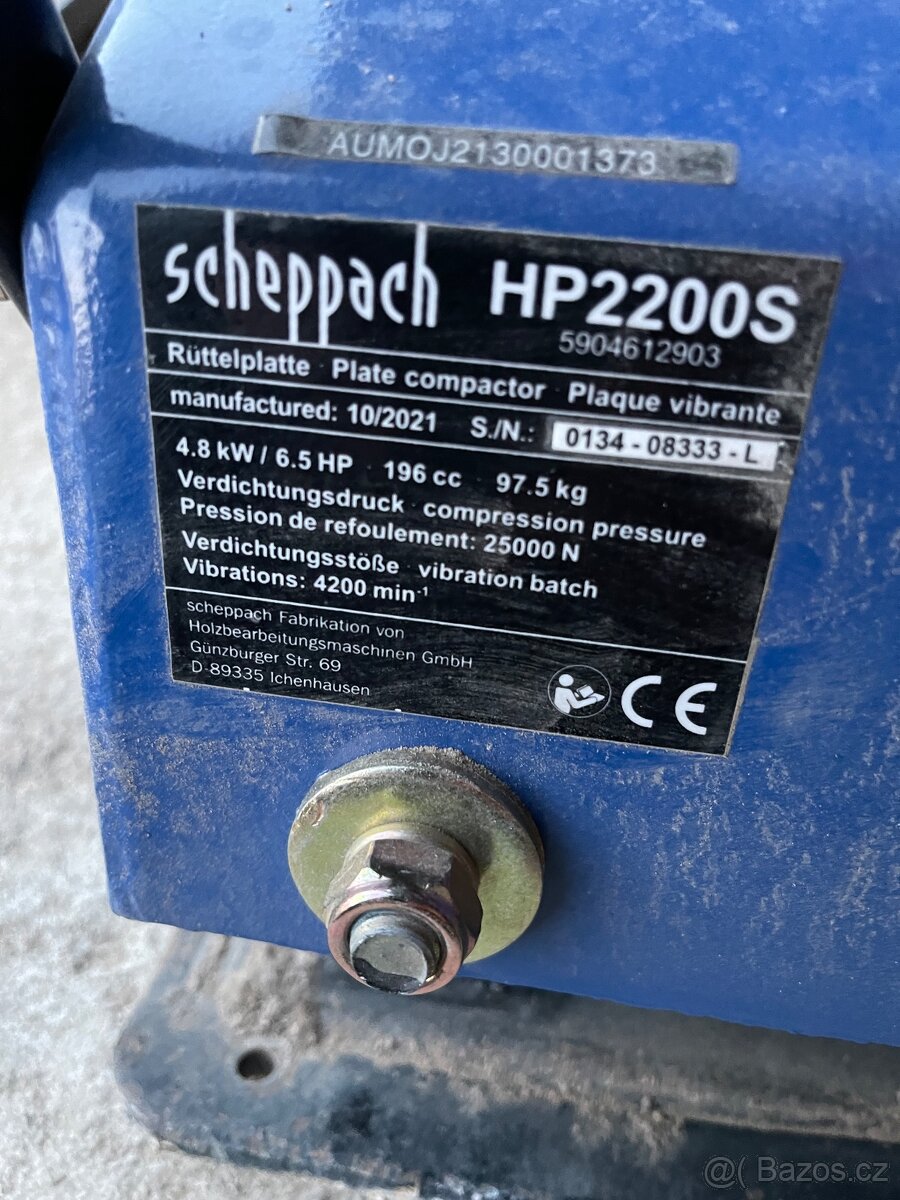 AUMOJ2130001373
scheppach HP2200S
5904612903
Rüttelplatte · Plate compactor · Plaque vibrante
manufactured: 10/2021 S./N.: 0134 - 08333 - L
4.8 kW / 6.5 HP · 196 cc · 97.5 kg
Verdichtungsdruck · compression pressure
Pression de refoulement: 25000 N
Verdichtungsstöße · vibration batch
Vibrations: 4200 min⁻¹
scheppach Fabrikation von
Holzbearbeitungsmaschinen GmbH
Günzburger Str. 69
D-89335 Ichenhausen
CE
@( Bazos.cz